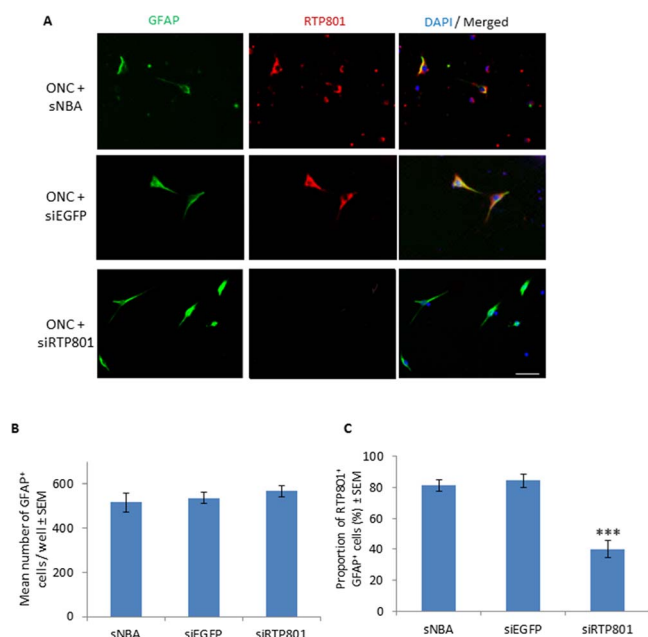 A
GFAP
RTP801
DAPI / Merged
ONC +
sNBA
ONC +
siEGFP
ONC +
siRTP801
B
Mean number of GFAP⁺
cells/well ± SEM
600
400
200
0
sNBA
siEGFP
siRTP801
C
Proportion of RTP801⁺
GFAP⁺ cells (%) ± SEM
100
80
60
40
20
0
***
sNBA
siEGFP
siRTP801